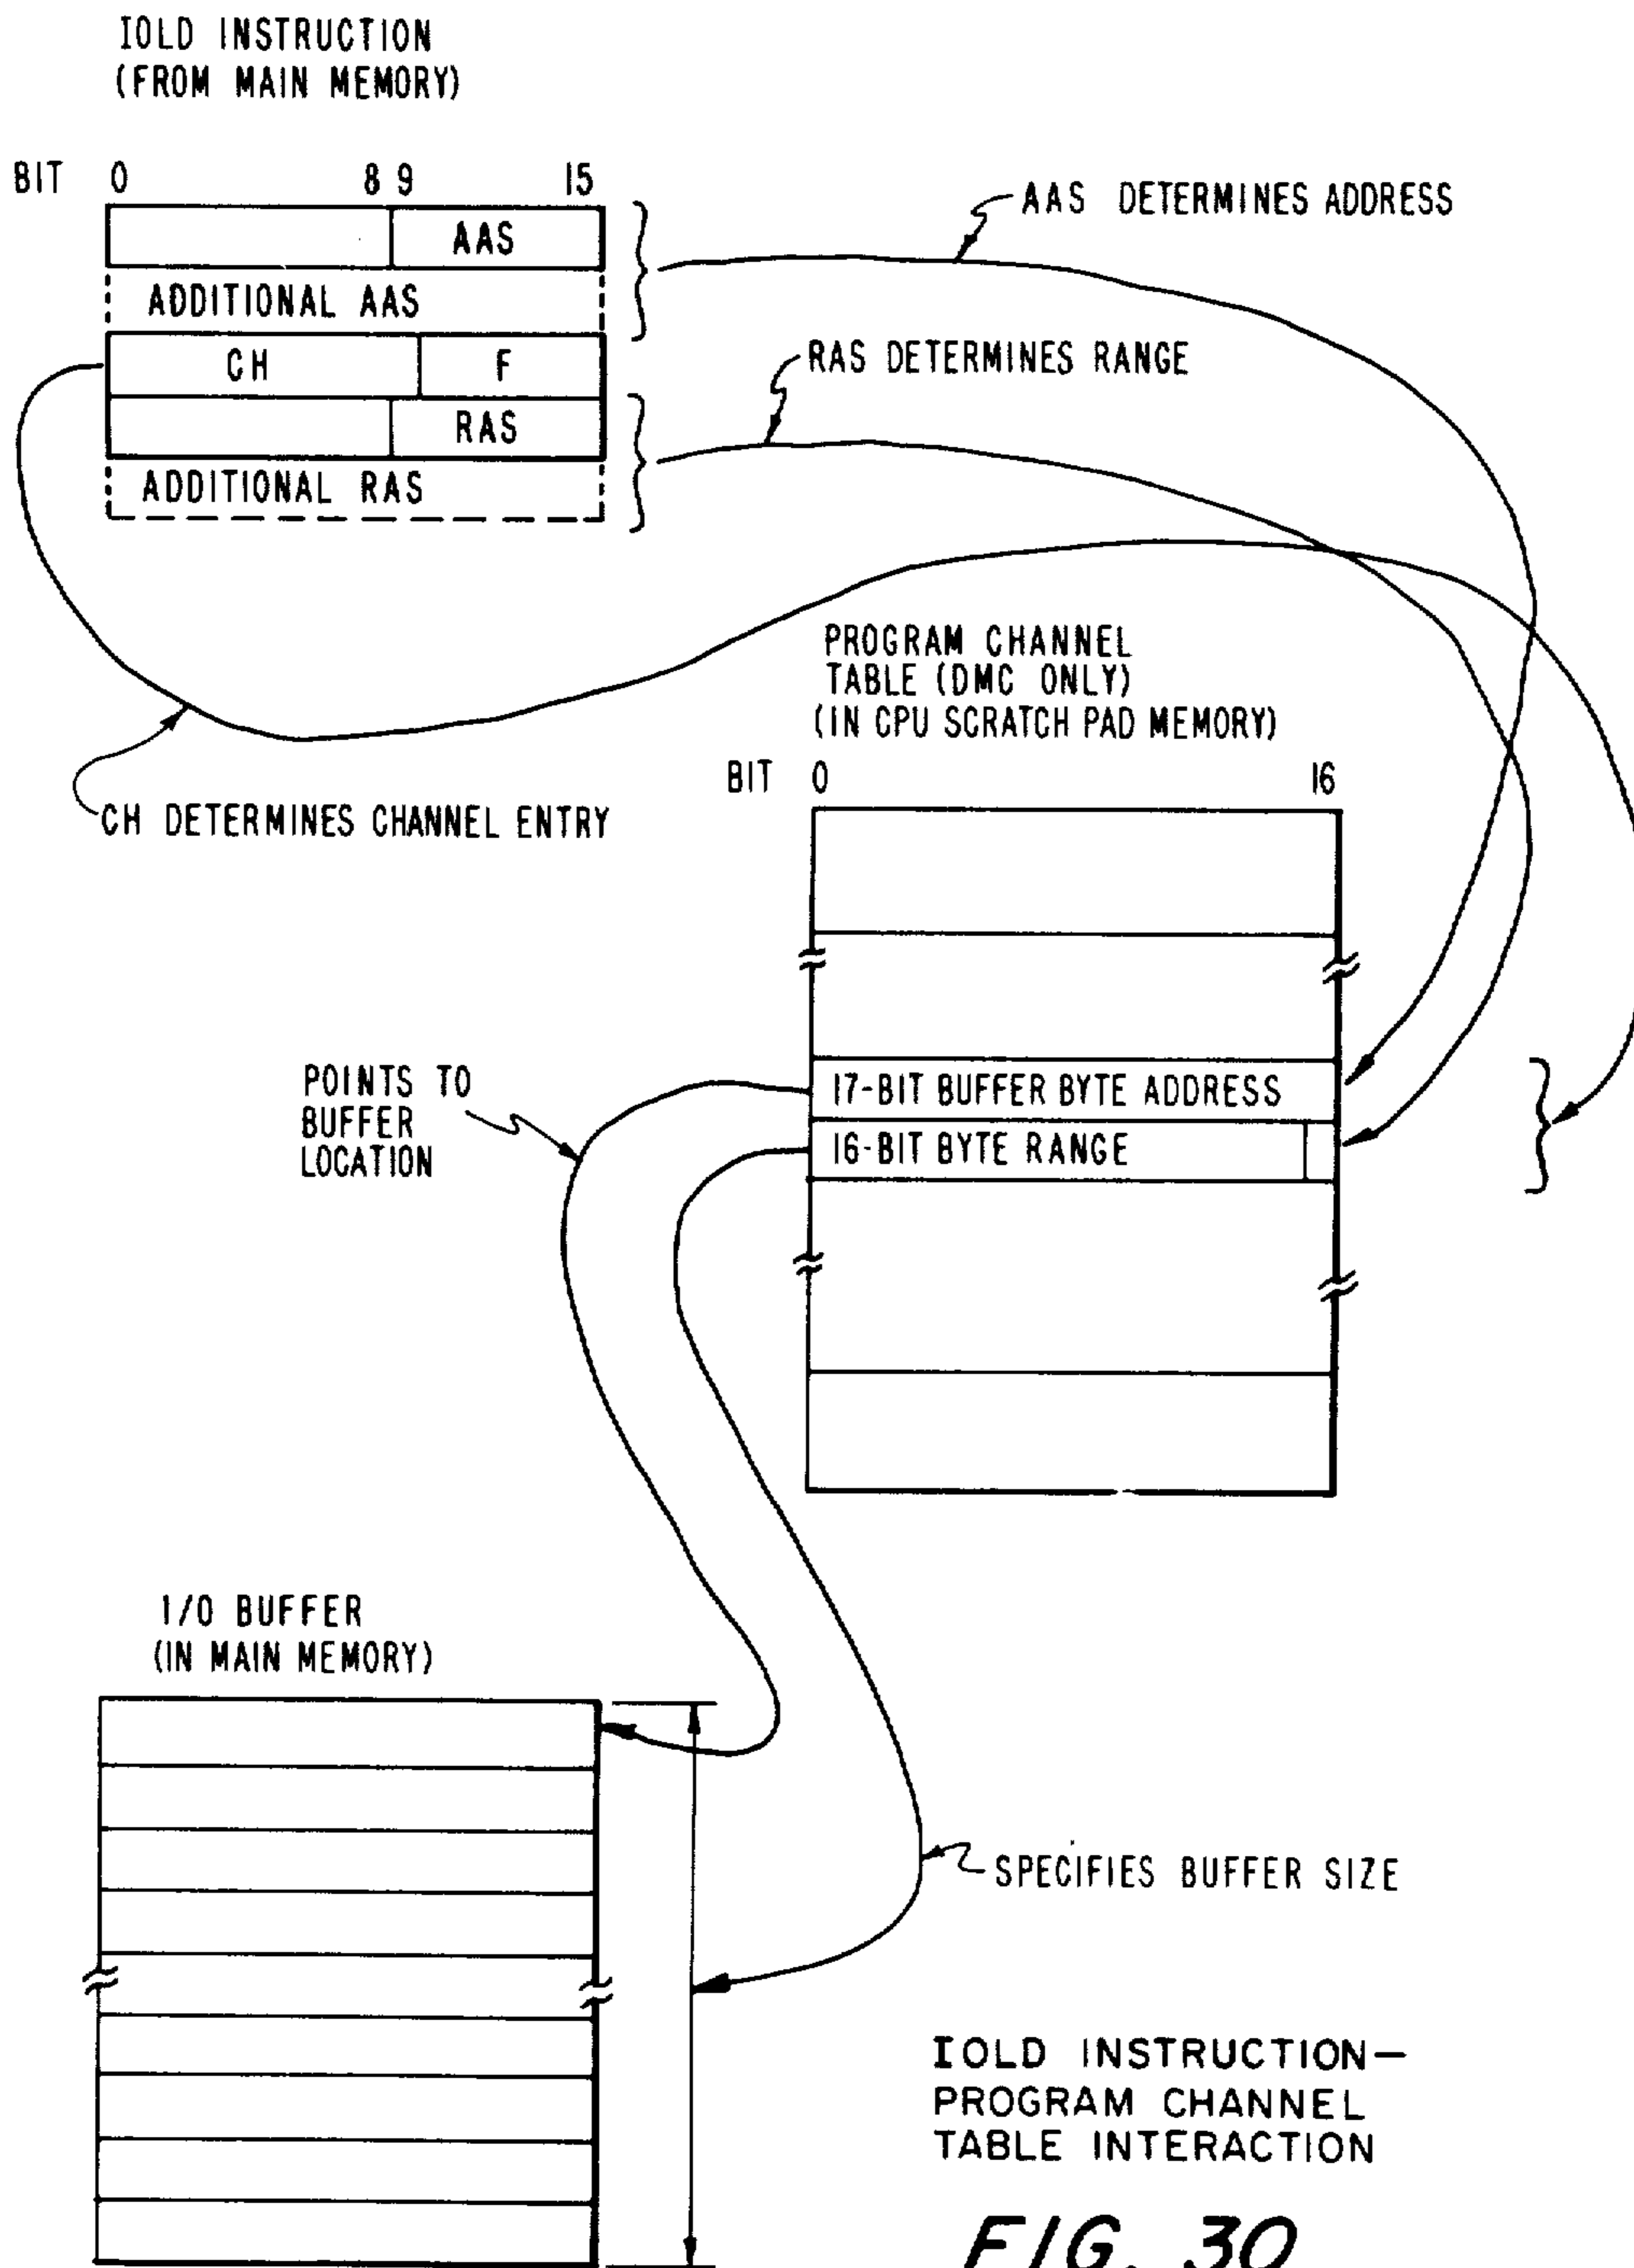 IOLD INSTRUCTION
(FROM MAIN MEMORY)
BIT 0 8 9 15
AAS
ADDITIONAL AAS
CH F
RAS
ADDITIONAL RAS
AAS DETERMINES ADDRESS
RAS DETERMINES RANGE
CH DETERMINES CHANNEL ENTRY
PROGRAM CHANNEL
TABLE (DMC ONLY)
(IN CPU SCRATCH PAD MEMORY)
BIT 0 16
17-BIT BUFFER BYTE ADDRESS
16-BIT BYTE RANGE
POINTS TO
BUFFER
LOCATION
I/O BUFFER
(IN MAIN MEMORY)
SPECIFIES BUFFER SIZE
IOLD INSTRUCTION—
PROGRAM CHANNEL
TABLE INTERACTION
FIG. 30